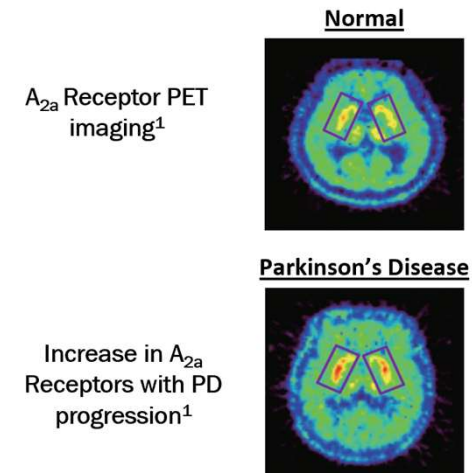 Normal
A2a Receptor PET
imaging1
Parkinson's Disease
Increase in A2a
Receptors with PD
progression1